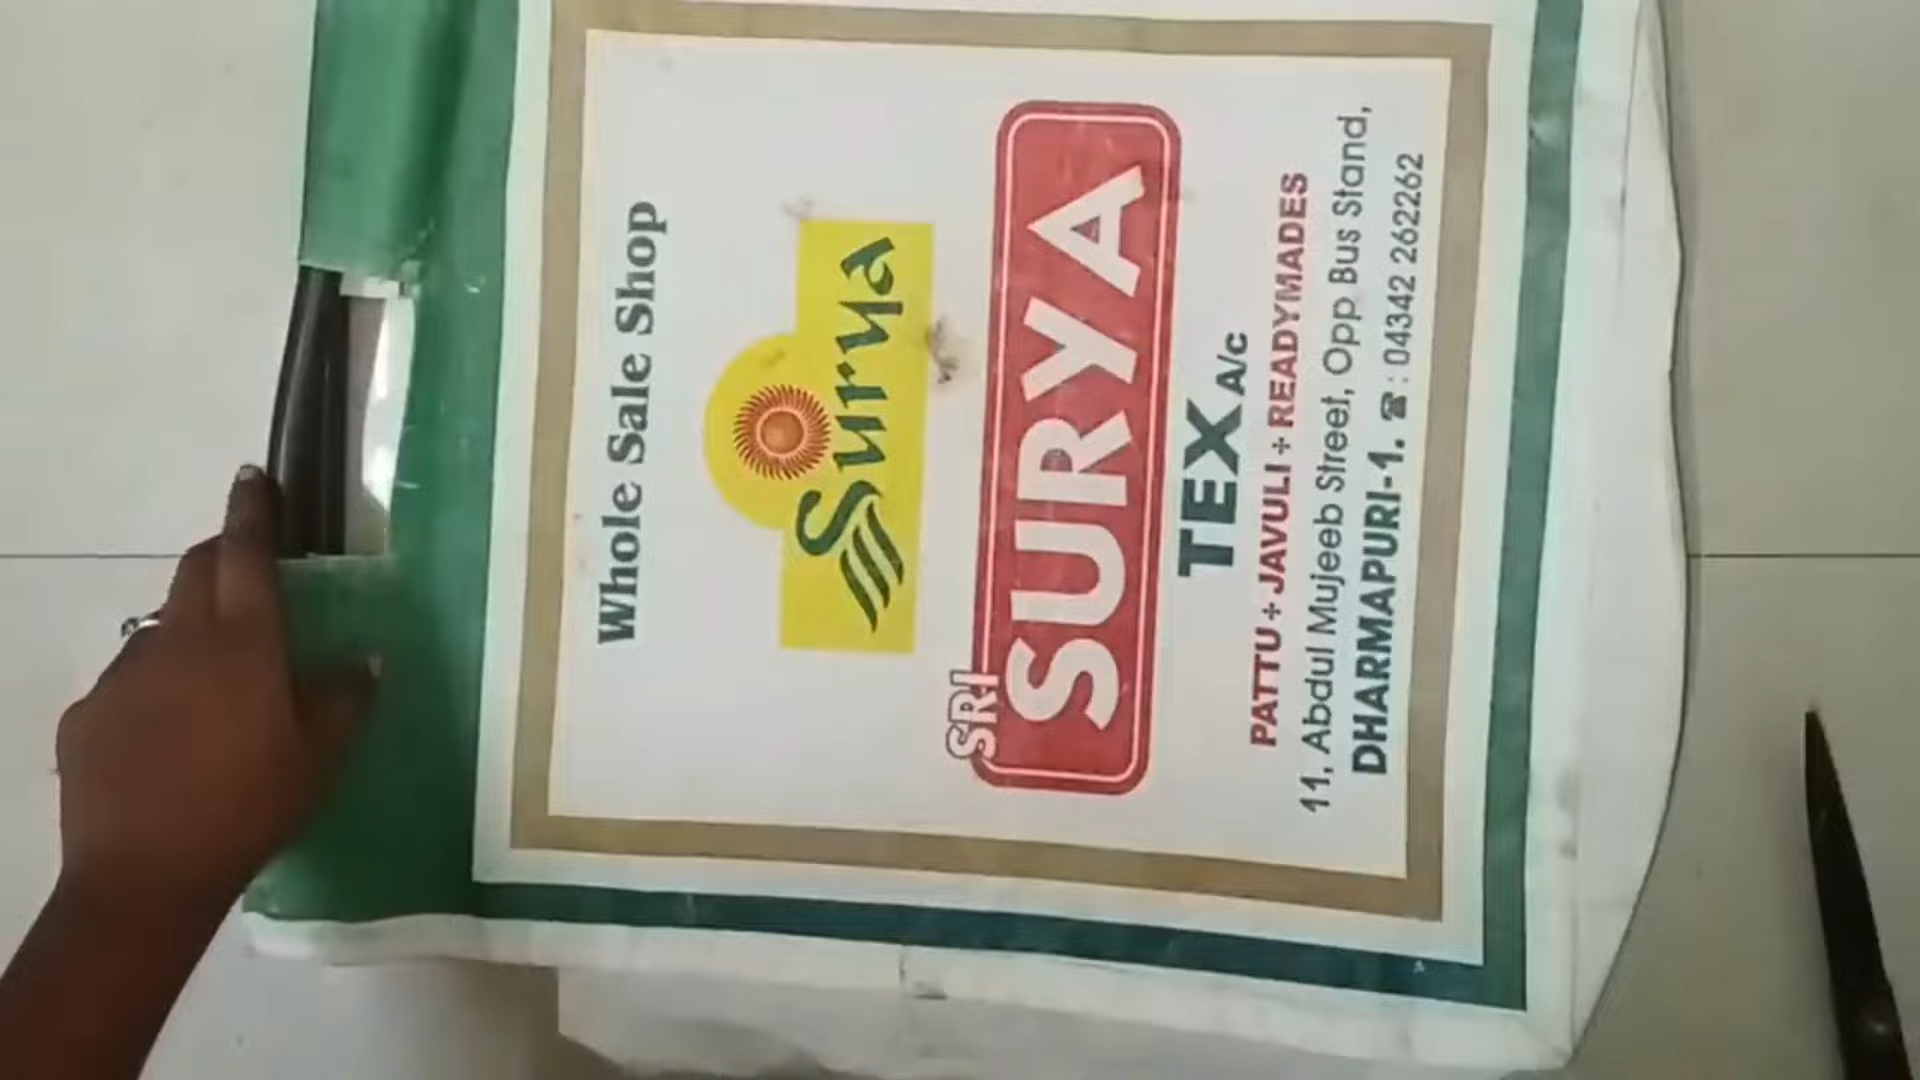 Whole Sale Shop
Surya
SRI
SURYA
TEX A/c
PATTU + JAVULI + READYMADES
11, Abdul Mujeeb Street, Opp Bus Stand,
DHARMAPURI-1. ☎ : 04342 262262